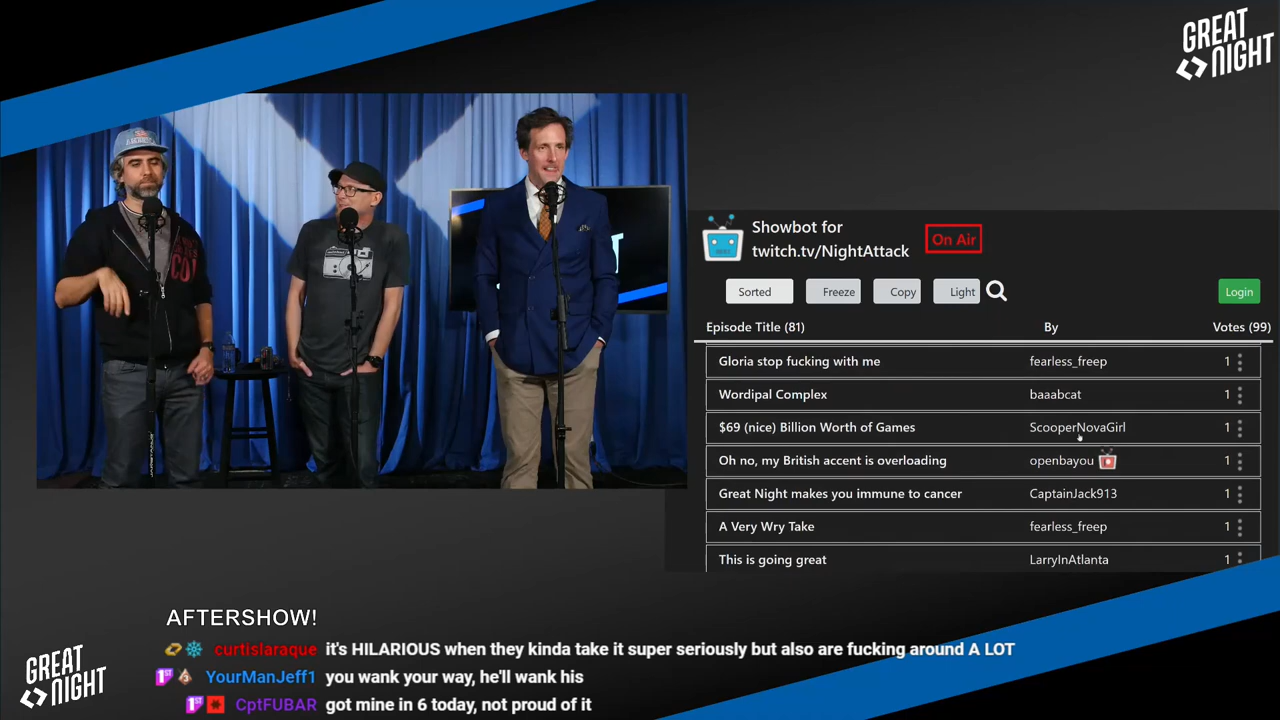 GREAT
NIGHT
Showbot for
twitch.tv/NightAttack
On Air
Sorted
Freeze
Copy
Light
Login
Episode Title (81) By Votes (99)
Gloria stop fucking with me fearless_freep 1
Wordipal Complex baaabcat 1
$69 (nice) Billion Worth of Games ScooperNovaGirl 1
Oh no, my British accent is overloading openbayou 1
Great Night makes you immune to cancer CaptainJack913 1
A Very Wry Take fearless_freep 1
This is going great LarryInAtlanta 1
AFTERSHOW!
curtislaraque it's HILARIOUS when they kinda take it super seriously but also are fucking around A LOT
1ST YourManJeff1 you wank your way, he'll wank his
1ST CptFUBAR got mine in 6 today, not proud of it
GREAT
NIGHT